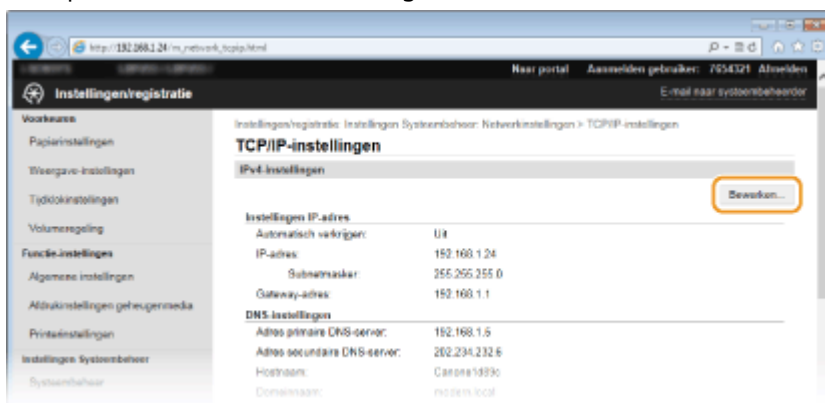 http://192.168.1.24/m_network_tcpip.html
Naar portal Aanmelden gebruiker: 7654321 Afmelden
Instellingen/registratie
E-mail naar systeembeheerder
Voorkeuren
Instellingen/registratie: Instellingen Systeembeheer: Netwerkinstellingen > TCP/IP-instellingen
Papierinstellingen
TCP/IP-instellingen
Weergave-instellingen
IPv4-instellingen
Tijdklokinstellingen
Bewerken...
Volumeregeling
Instellingen IP-adres
Automatisch verkrijgen: Uit
Functie-instellingen
IP-adres: 192.168.1.24
Algemene instellingen
Subnetmasker: 255.255.255.0
Gateway-adres: 192.168.1.1
Afdrukinstellingen geheugenmedia
DNS-instellingen
Printerinstellingen
Adres primaire DNS-server: 192.168.1.6
Instellingen Systeembeheer
Adres secundaire DNS-server: 202.234.232.6
Systeembeheer
Hostnaam:
Domeinnaam: